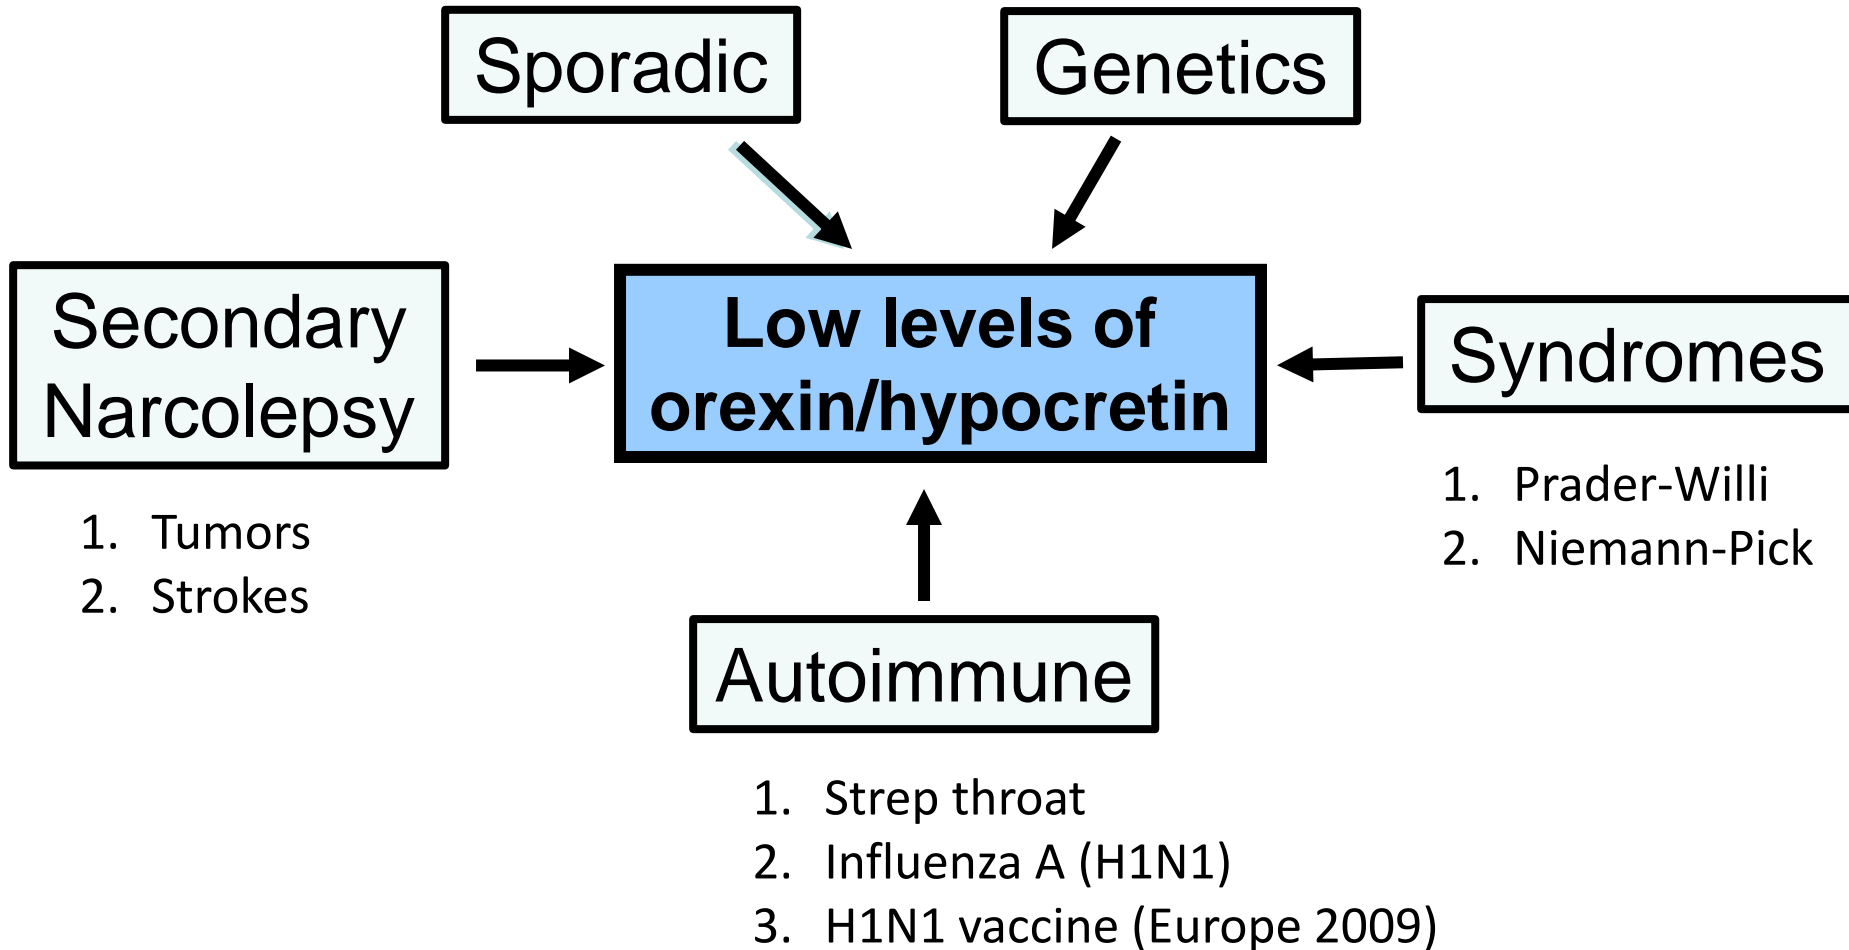 Sporadic
Genetics
Secondary
Narcolepsy
1. Tumors
2. Strokes
Low levels of
orexin/hypocretin
Syndromes
1. Prader-Willi
2. Niemann-Pick
Autoimmune
1. Strep throat
2. Influenza A (H1N1)
3. H1N1 vaccine (Europe 2009)